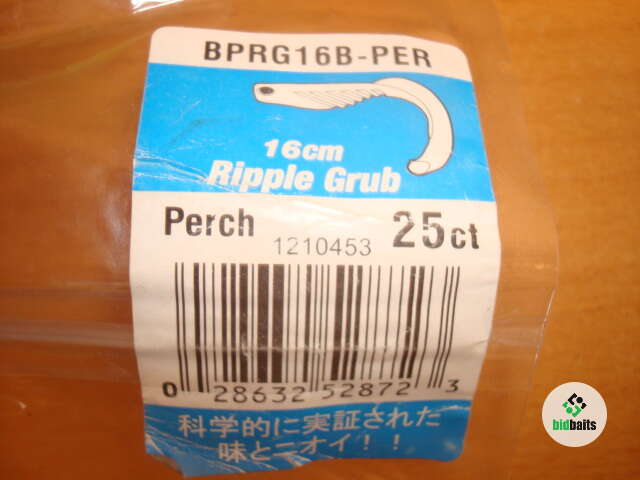 BPRG16B-PER
16cm
Ripple Grub
Perch
25ct
1210453
0 28632 52872 3
科学的に実証された
味とニオイ！！
bidbaits